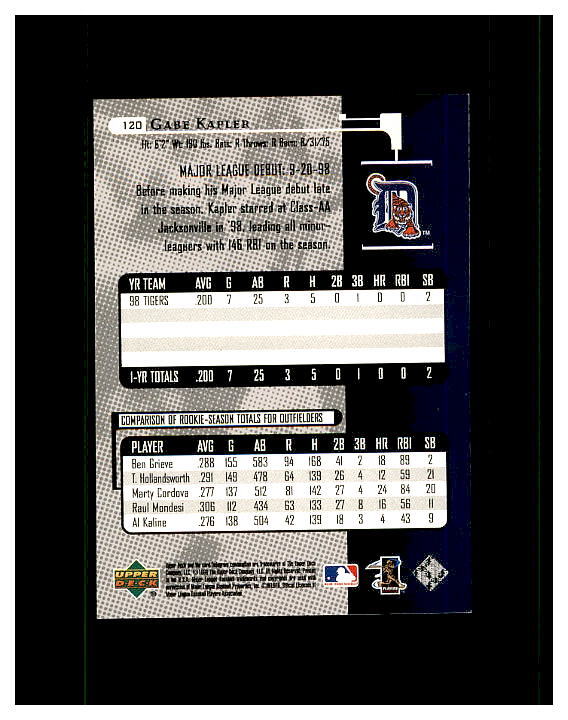 120 GABE KAPLER
Ht: 6'2" Wt: 190 lbs. Bats: R Throws: R Born: 8/31/75
MAJOR LEAGUE DEBUT: 9-20-98
Before making his Major League debut late
in the season, Kapler starred at Class-AA
Jacksonville in '98, leading all minor-
leaguers with 146 RBI on the season.
TM
YR TEAM AVG G AB R H 2B 3B HR RBI SB
98 TIGERS .200 7 25 3 5 0 1 0 0 2
1-YR TOTALS .200 7 25 3 5 0 1 0 0 2
COMPARISON OF ROOKIE-SEASON TOTALS FOR OUTFIELDERS
PLAYER AVG G AB R H 2B 3B HR RBI SB
Ben Grieve .288 155 583 94 168 41 2 18 89 2
T. Hollandsworth .291 149 478 64 139 26 4 12 59 21
Marty Cordova .277 137 512 81 142 27 4 24 84 20
Raul Mondesi .306 112 434 63 133 27 8 16 56 11
Al Kaline .276 138 504 42 139 18 3 4 43 9
UPPER
DECK
PLAYERS